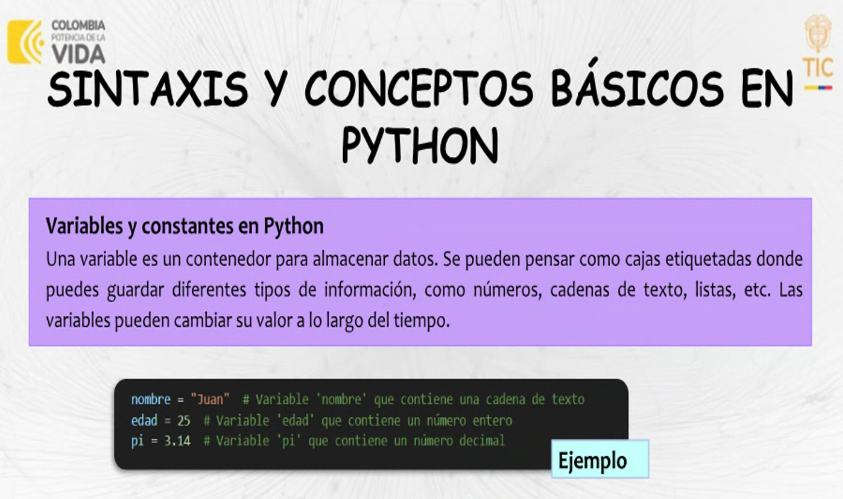 COLOMBIA
POTENCIA DE LA
VIDA
TIC
SINTAXIS Y CONCEPTOS BÁSICOS EN
PYTHON
Variables y constantes en Python
Una variable es un contenedor para almacenar datos. Se pueden pensar como cajas etiquetadas donde
puedes guardar diferentes tipos de información, como números, cadenas de texto, listas, etc. Las
variables pueden cambiar su valor a lo largo del tiempo.
nombre = "Juan"  # Variable 'nombre' que contiene una cadena de texto
edad = 25  # Variable 'edad' que contiene un número entero
pi = 3.14  # Variable 'pi' que contiene un número decimal
Ejemplo